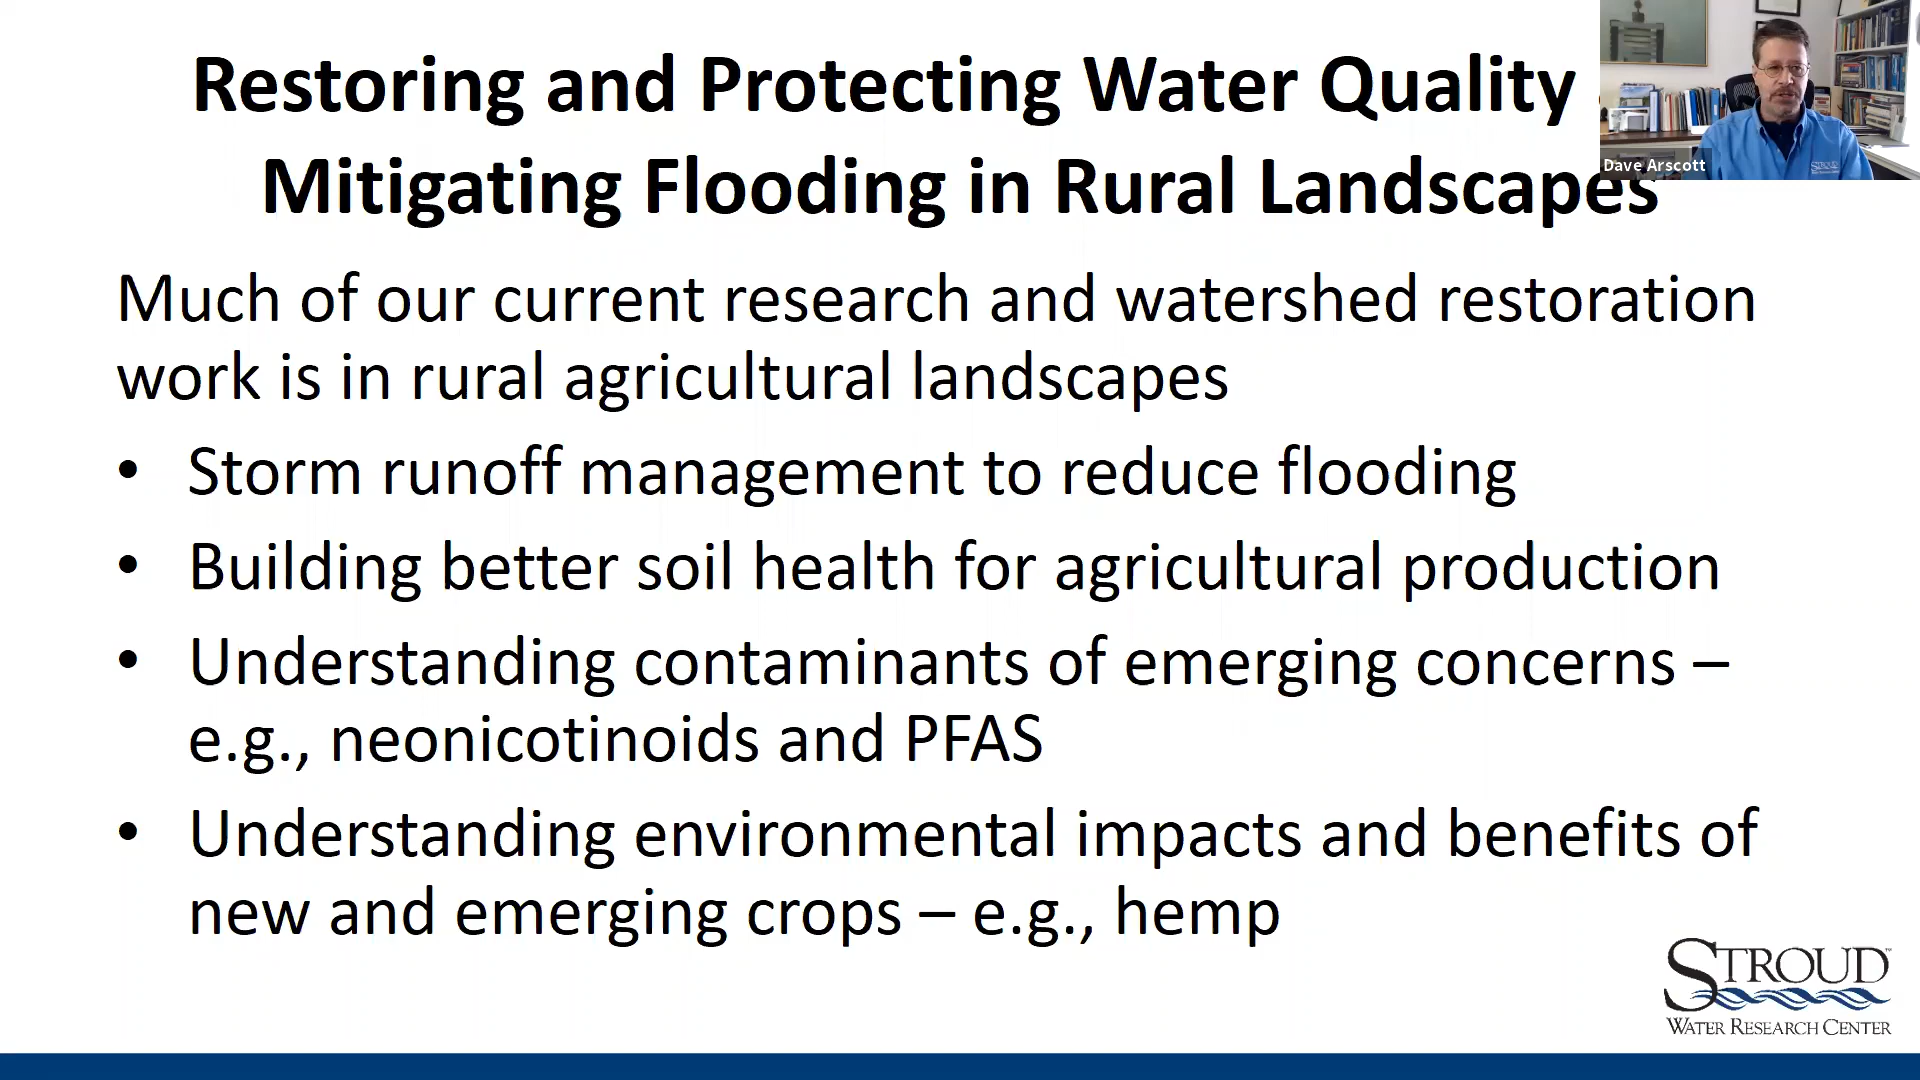 Restoring and Protecting Water Quality
Mitigating Flooding in Rural Landscapes
Dave Arscott
Much of our current research and watershed restoration
work is in rural agricultural landscapes
• Storm runoff management to reduce flooding
• Building better soil health for agricultural production
• Understanding contaminants of emerging concerns –
e.g., neonicotinoids and PFAS
• Understanding environmental impacts and benefits of
new and emerging crops – e.g., hemp
STROUD™
WATER RESEARCH CENTER